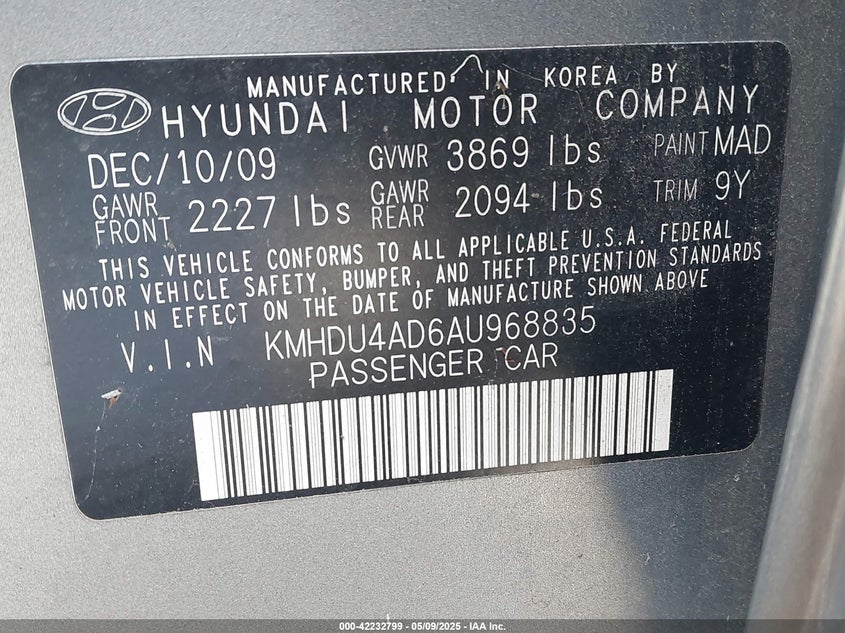 MANUFACTURED IN KOREA BY
HYUNDAI MOTOR COMPANY
DEC/10/09 GVWR 3869 lbs PAINT MAD
GAWR FRONT 2227 lbs GAWR REAR 2094 lbs TRIM 9Y
THIS VEHICLE CONFORMS TO ALL APPLICABLE U.S.A. FEDERAL
MOTOR VEHICLE SAFETY, BUMPER, AND THEFT PREVENTION STANDARDS
IN EFFECT ON THE DATE OF MANUFACTURE SHOWN ABOVE
V.I.N KMHDU4AD6AU968835
PASSENGER CAR
000-42232799 - 05/09/2025 - IAA Inc.